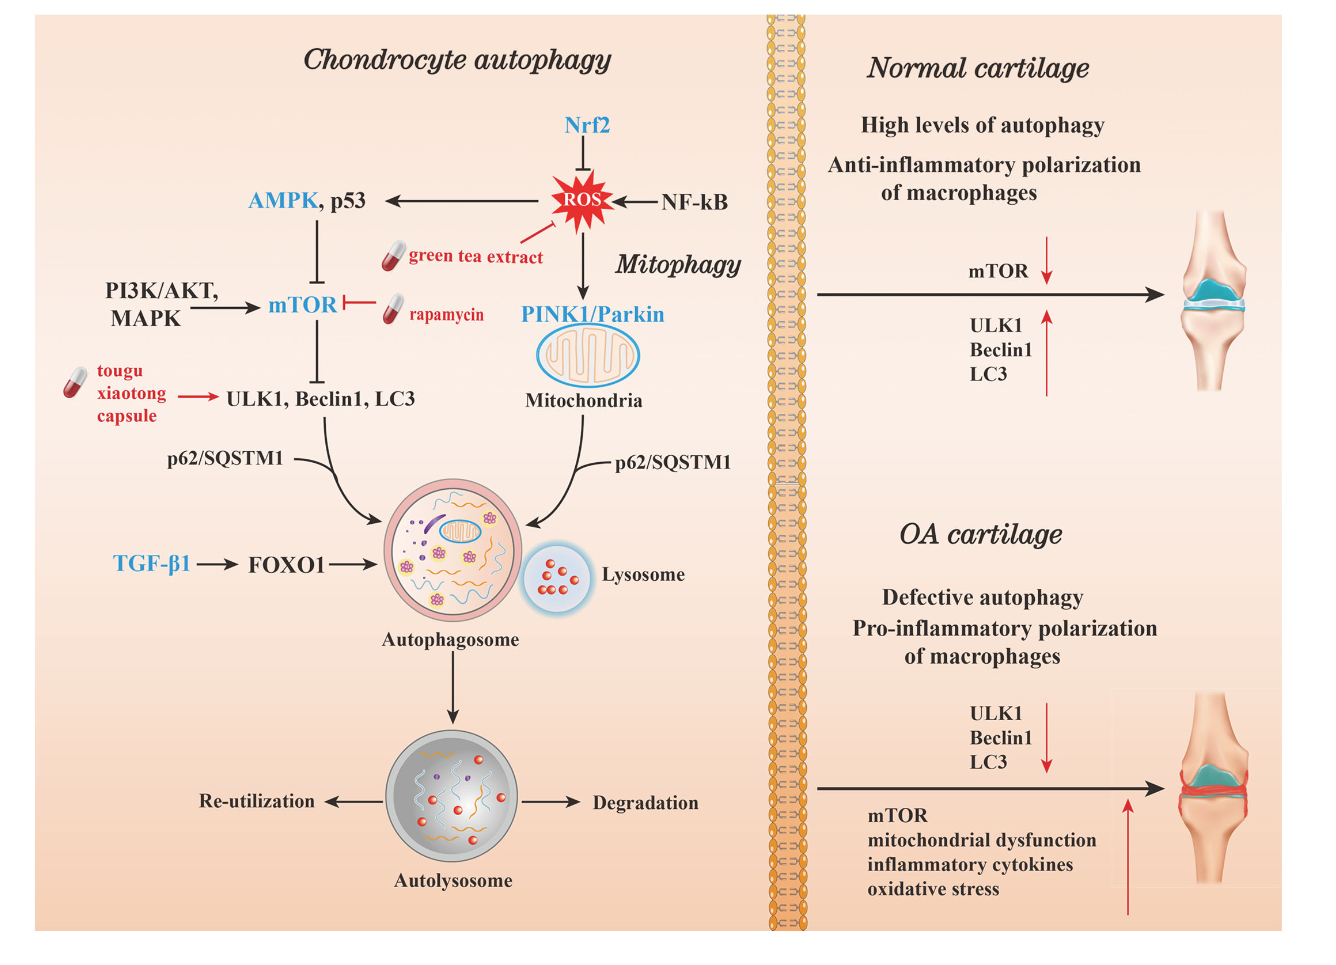 Chondrocyte autophagy
Nrf2
AMPK, p53
ROS
NF-kB
green tea extract
Mitophagy
PI3K/AKT,
MAPK
mTOR
rapamycin
PINK1/Parkin
tougu
xiaotong
capsule
ULK1, Beclin1, LC3
Mitochondria
p62/SQSTM1
p62/SQSTM1
TGF-β1
FOXO1
Lysosome
Autophagosome
Re-utilization
Degradation
Autolysosome
Normal cartilage
High levels of autophagy
Anti-inflammatory polarization
of macrophages
mTOR
ULK1
Beclin1
LC3
OA cartilage
Defective autophagy
Pro-inflammatory polarization
of macrophages
ULK1
Beclin1
LC3
mTOR
mitochondrial dysfunction
inflammatory cytokines
oxidative stress